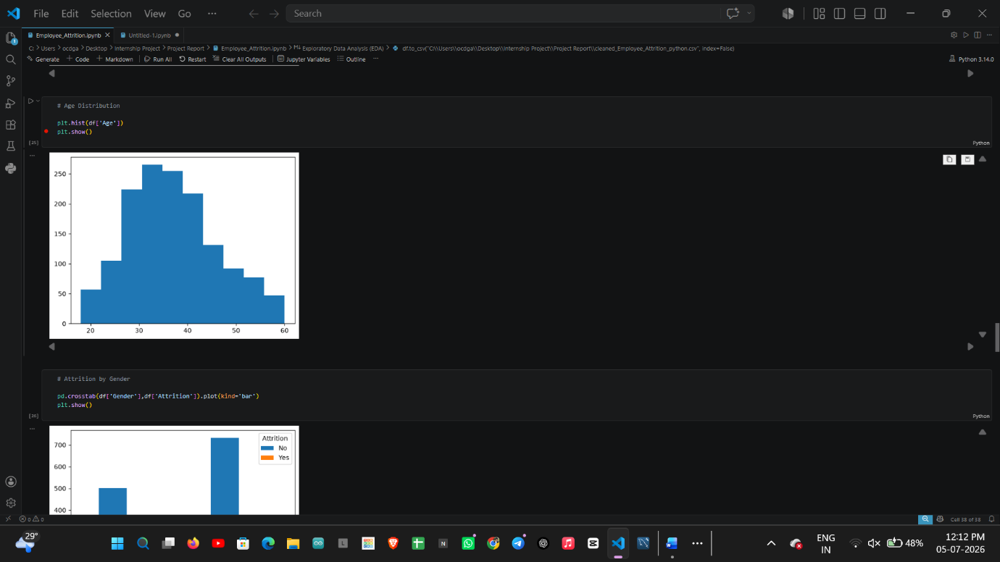 File Edit Selection View Go ... Search
Employee_Attrition.ipynb Untitled-1.ipynb
C: > Users > ocdga > Desktop > Internship Project > Project Report > Employee_Attrition.ipynb > M↓ Exploratory Data Analysis (EDA) > df.to_csv("C:\\Users\\ocdga\\Desktop\\Internship Project\\Project Report\\cleaned_Employee_Attrition_python.csv", index=False)
Generate + Code + Markdown Run All Restart Clear All Outputs Jupyter Variables Outline ... Python 3.14.0
# Age Distribution
plt.hist(df['Age'])
plt.show()
[25]
Python
250
200
150
100
50
0
20 30 40 50 60
# Attrition by Gender
pd.crosstab(df['Gender'],df['Attrition']).plot(kind='bar')
plt.show()
[26]
Python
Attrition
No
Yes
700
600
500
400
0 0 Cell 38 of 38
29°
ENG
IN
48%
12:12 PM
05-07-2026